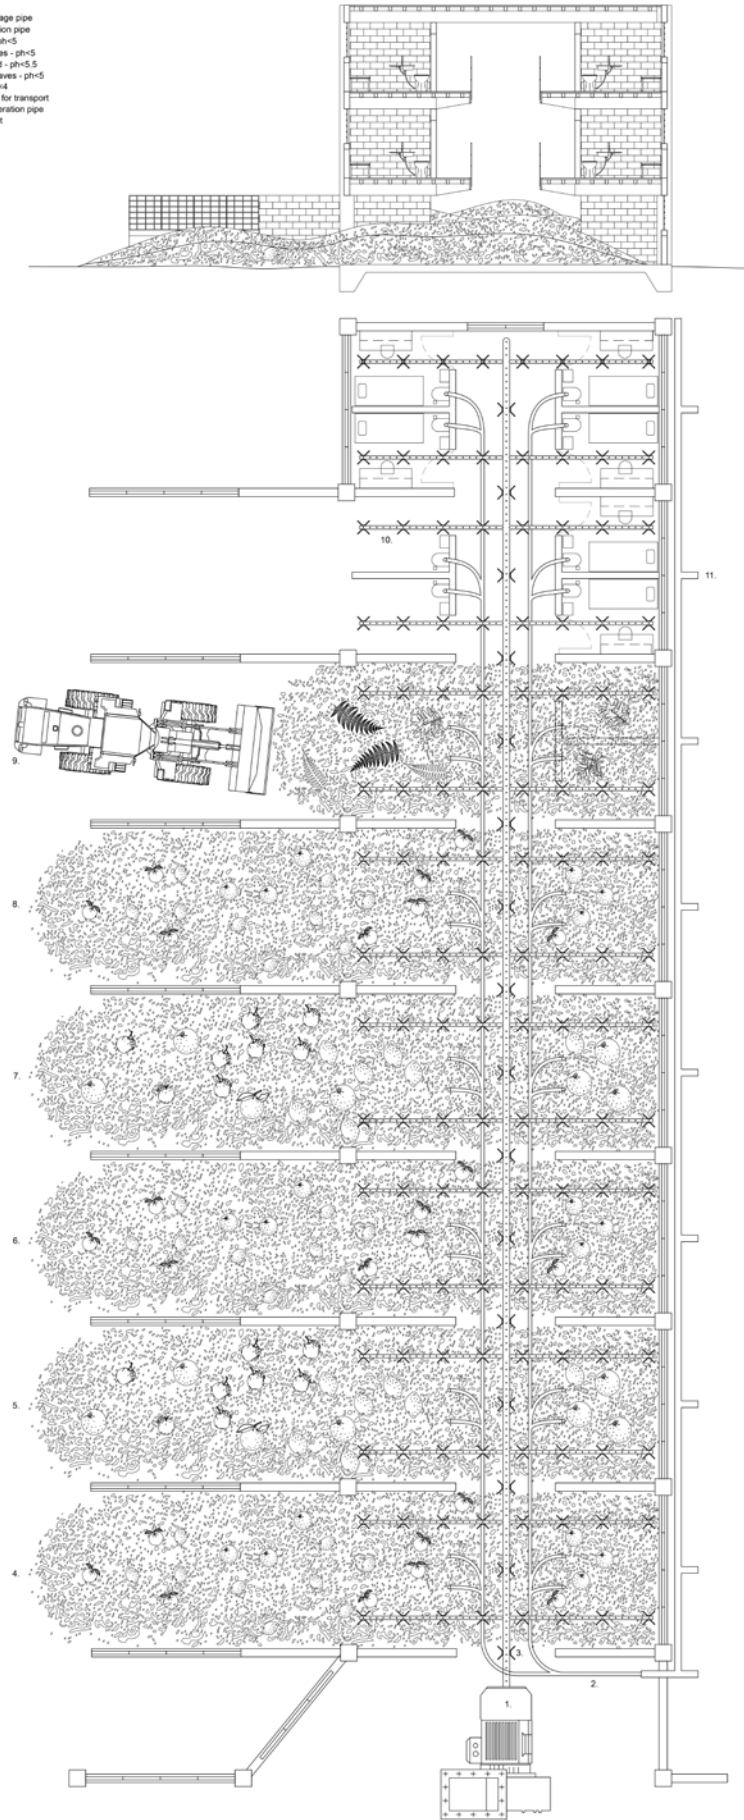 age pipe
ion pipe
ph<5
es - ph<5
d - ph<5.5
aves - ph<5
<4
for transport
eration pipe
t
10.
11.
9.
8.
7.
6.
5.
4.
3.
2.
1.